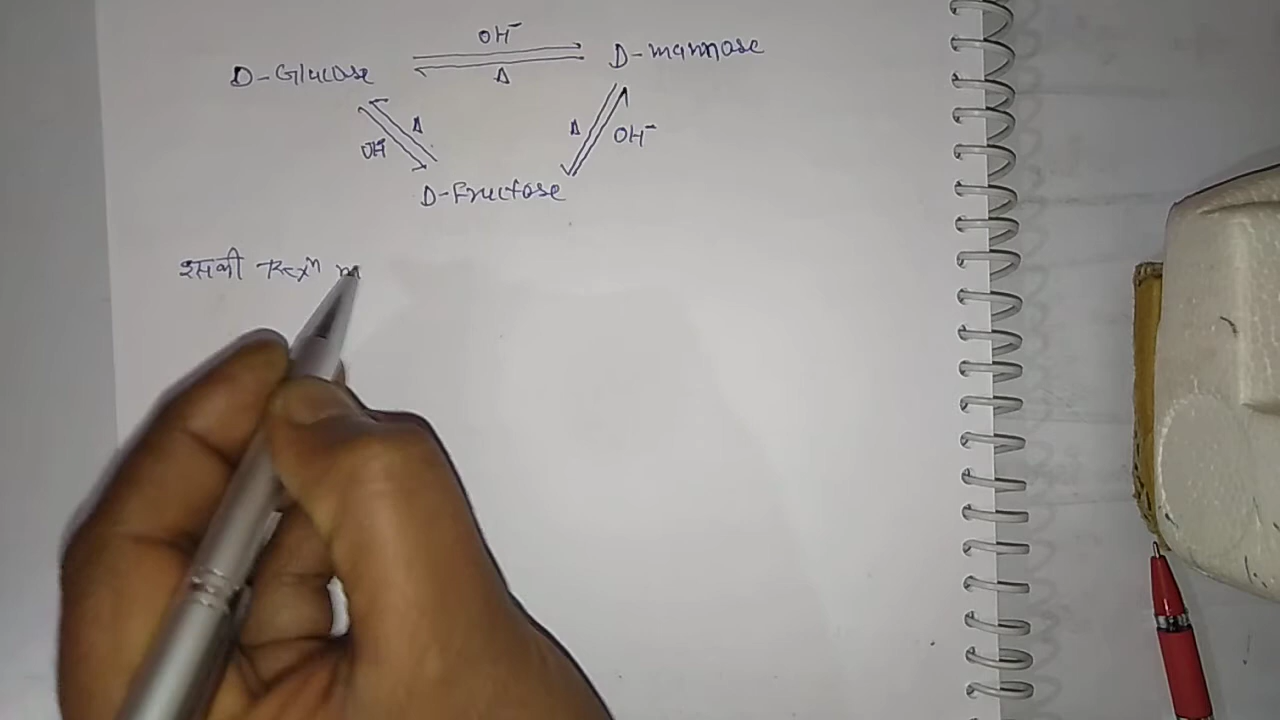 OH⁻
D-Glucose ⇌ D-mannose
Δ
OH⁻ Δ Δ OH⁻
D-Fructose
इसकी Rexⁿ m